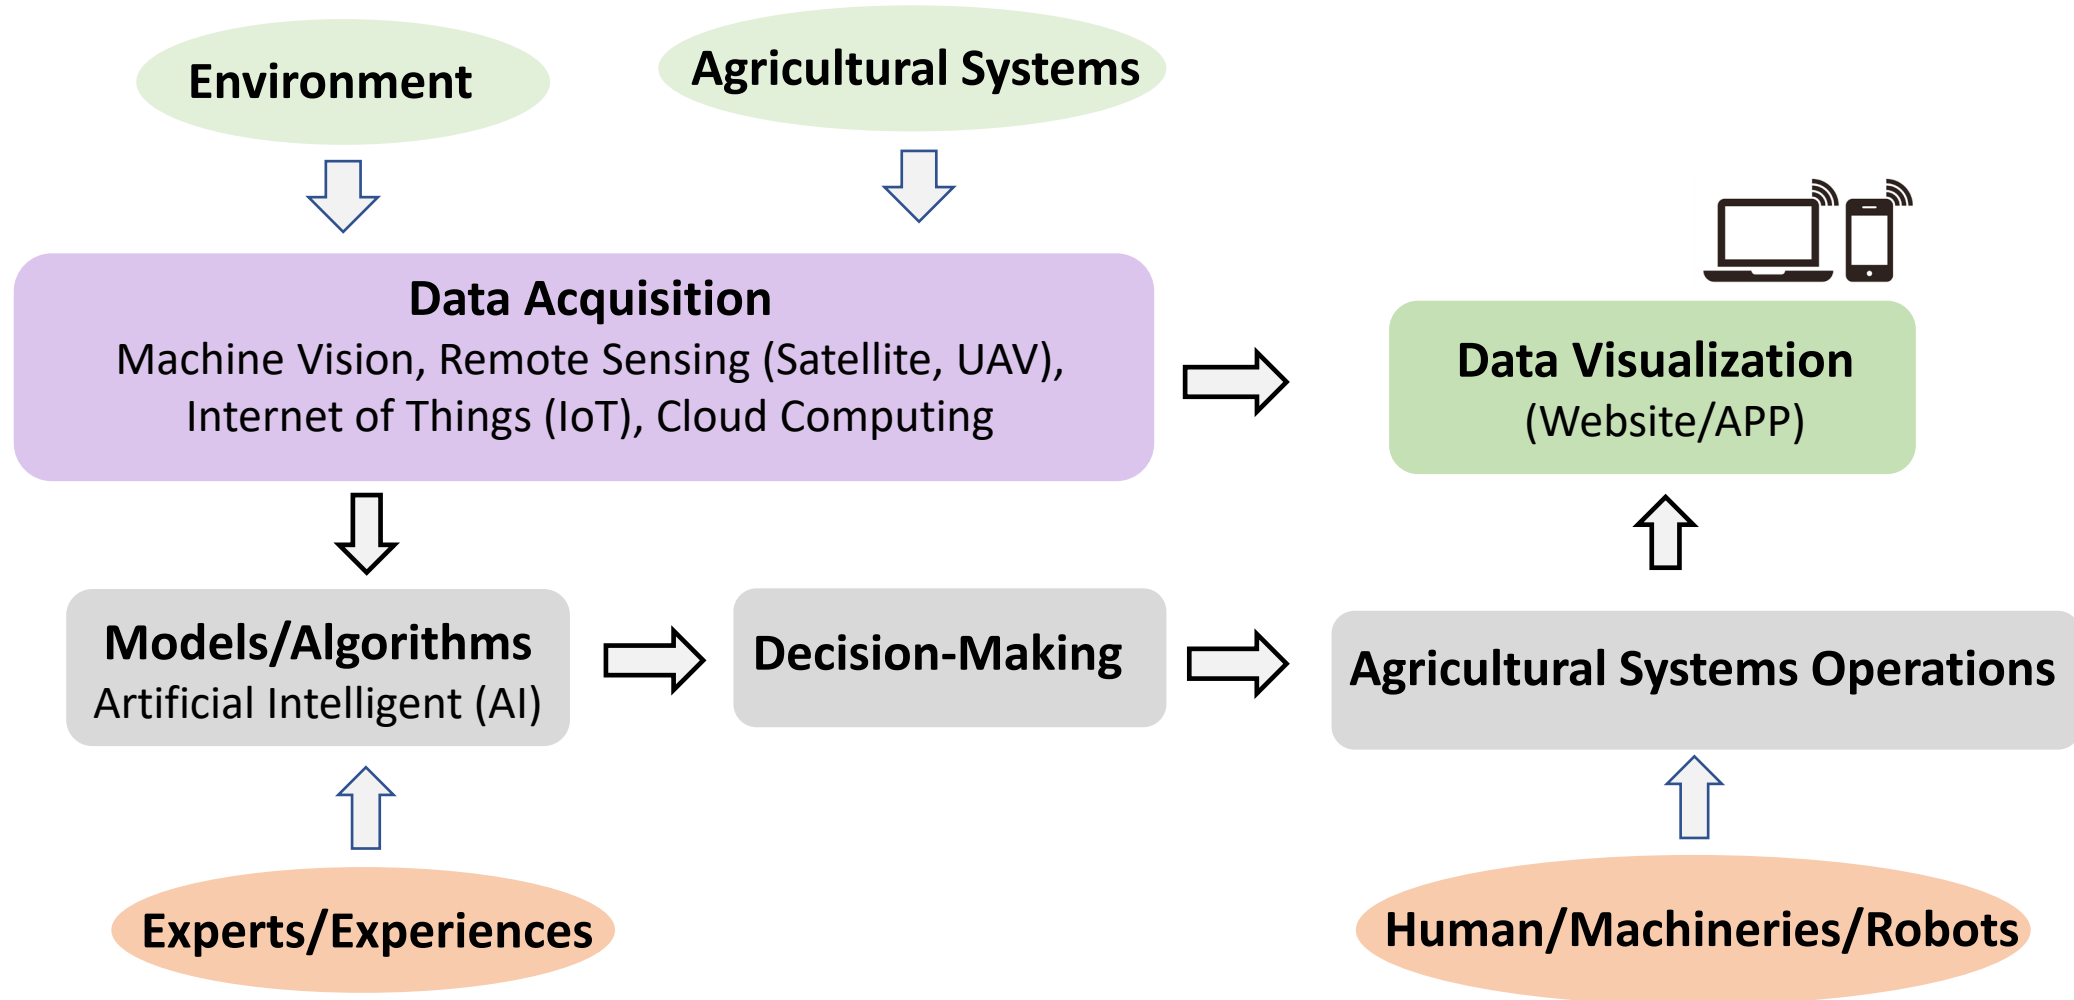 Environment
Agricultural Systems
Data Acquisition
Machine Vision, Remote Sensing (Satellite, UAV),
Internet of Things (IoT), Cloud Computing
Data Visualization
(Website/APP)
Models/Algorithms
Artificial Intelligent (AI)
Decision-Making
Agricultural Systems Operations
Experts/Experiences
Human/Machineries/Robots